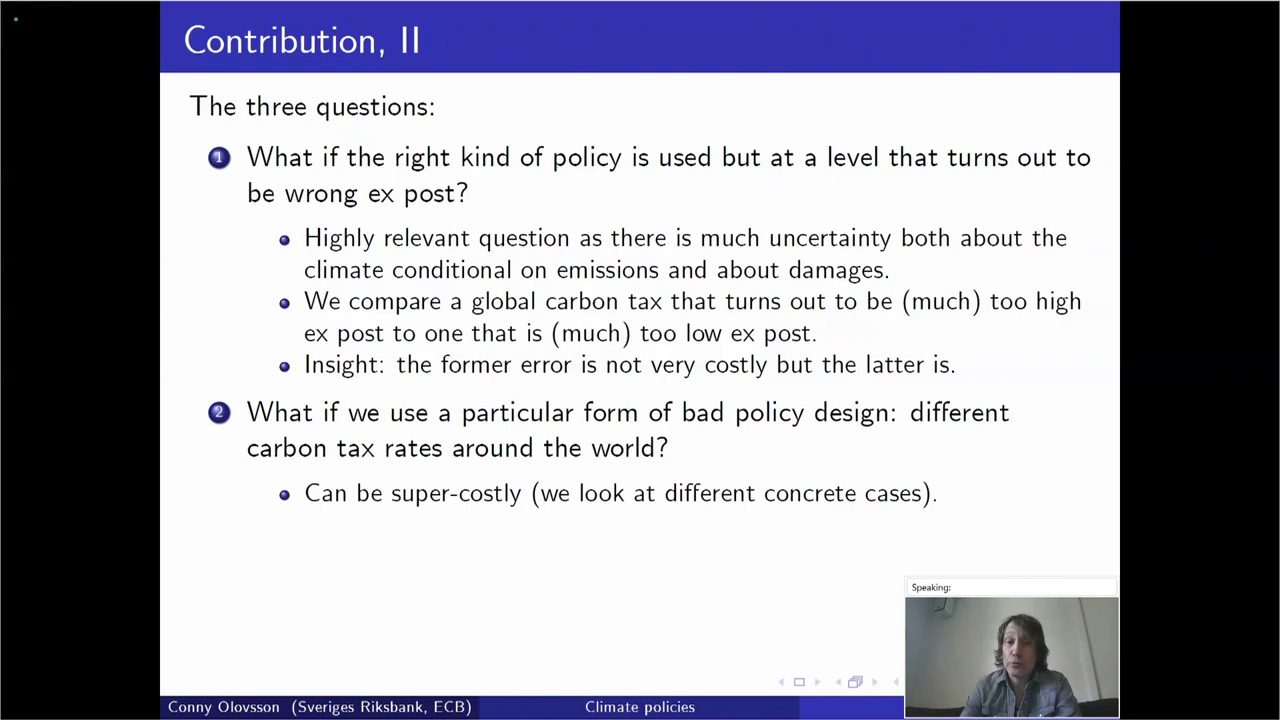 Contribution, II
The three questions:
1 What if the right kind of policy is used but at a level that turns out to
be wrong ex post?
Highly relevant question as there is much uncertainty both about the
climate conditional on emissions and about damages.
We compare a global carbon tax that turns out to be (much) too high
ex post to one that is (much) too low ex post.
Insight: the former error is not very costly but the latter is.
2 What if we use a particular form of bad policy design: different
carbon tax rates around the world?
Can be super-costly (we look at different concrete cases).
Speaking:
Conny Olovsson (Sveriges Riksbank, ECB) Climate policies